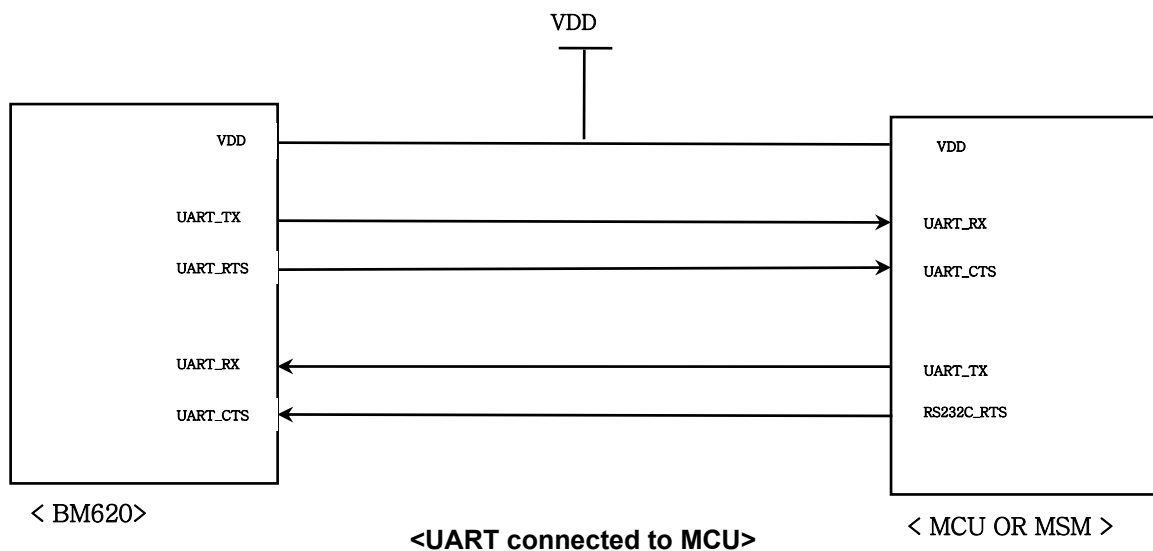 VDD
VDD
VDD
UART_TX
UART_RX
UART_RTS
UART_CTS
UART_RX
UART_TX
UART_CTS
RS232C_RTS
< BM620>
< MCU OR MSM >
<UART connected to MCU>